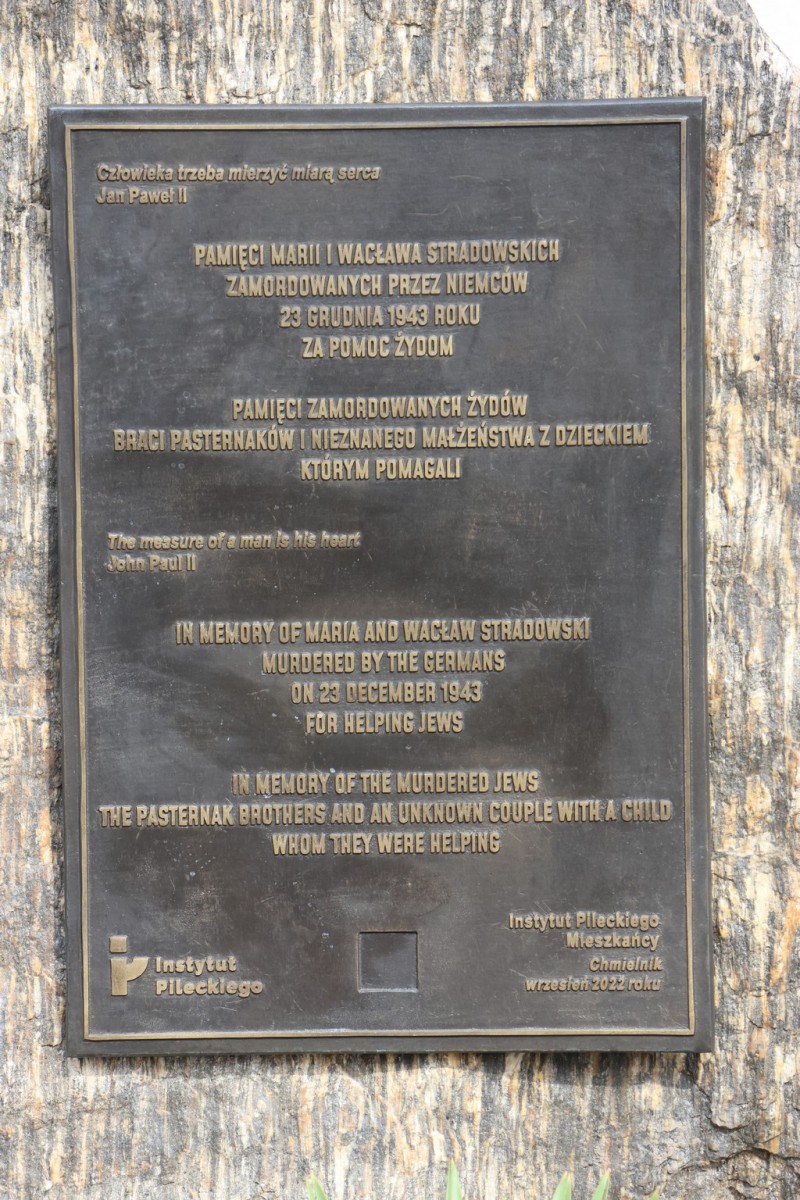 Człowieka trzeba mierzyć miarą serca
Jan Paweł II
PAMIĘCI MARII I WACŁAWA STRADOWSKICH
ZAMORDOWANYCH PRZEZ NIEMCÓW
23 GRUDNIA 1943 ROKU
ZA POMOC ŻYDOM
PAMIĘCI ZAMORDOWANYCH ŻYDÓW
BRACI PASTERNAKÓW I NIEZNANEGO MAŁŻEŃSTWA Z DZIECKIEM
KTÓRYM POMAGALI
The measure of a man is his heart
John Paul II
IN MEMORY OF MARIA AND WACŁAW STRADOWSKI
MURDERED BY THE GERMANS
ON 23 DECEMBER 1943
FOR HELPING JEWS
IN MEMORY OF THE MURDERED JEWS
THE PASTERNAK BROTHERS AND AN UNKNOWN COUPLE WITH A CHILD
WHOM THEY WERE HELPING
Instytut
Pileckiego
Instytut Pileckiego
Mieszkańcy
Chmielnik
wrzesień 2022 roku